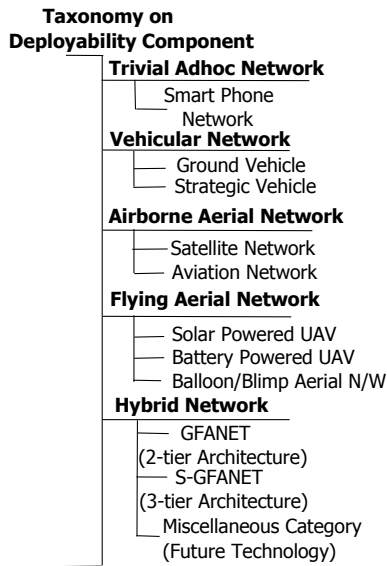 Taxonomy on
Deployability Component
Trivial Adhoc Network
Smart Phone
Network
Vehicular Network
Ground Vehicle
Strategic Vehicle
Airborne Aerial Network
Satellite Network
Aviation Network
Flying Aerial Network
Solar Powered UAV
Battery Powered UAV
Balloon/Blimp Aerial N/W
Hybrid Network
GFANET
(2-tier Architecture)
S-GFANET
(3-tier Architecture)
Miscellaneous Category
(Future Technology)